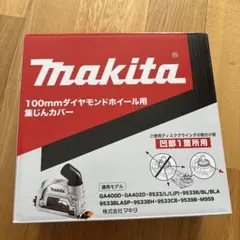 makita®
100mmダイヤモンドホイール用
集じんカバー
凹部1箇所用
適用モデル
GA400D・GA402D・9533/L/L(P)・9533B/BL/BLA
9533BLASP・9533BH・9533CB・9539B・M959
株式会社マキタ